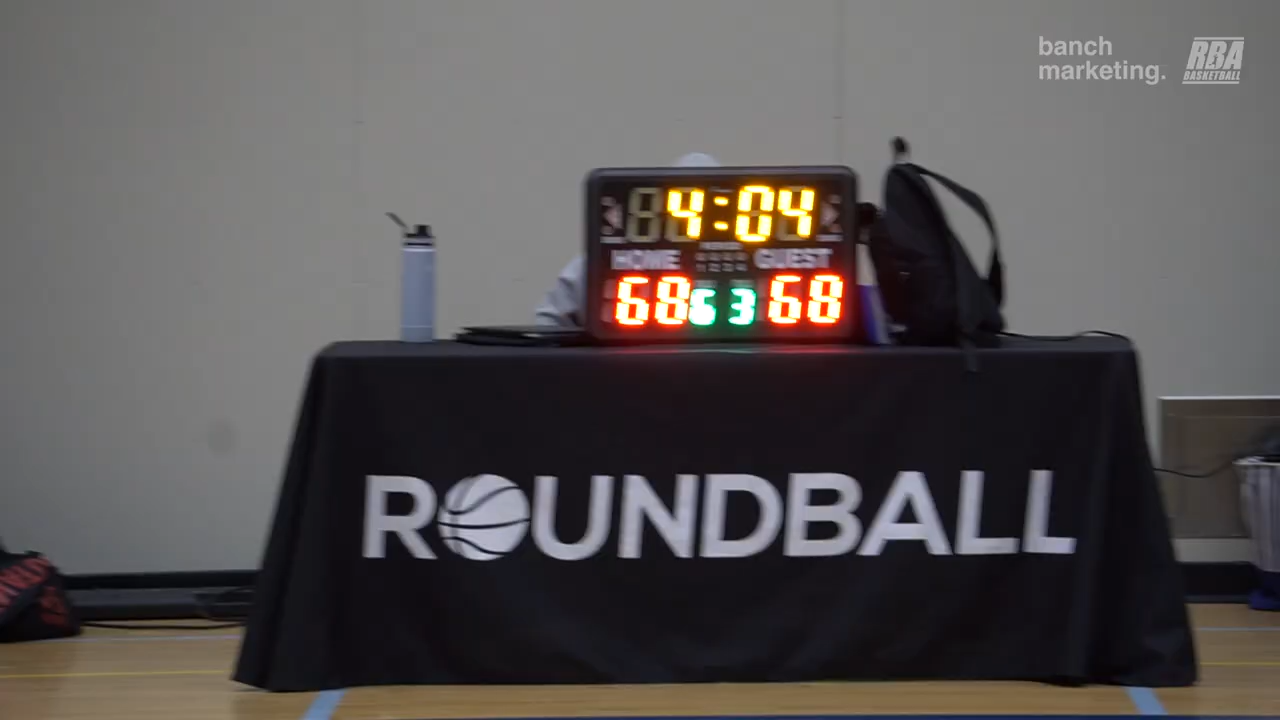 banch
marketing.
RBA
BASKETBALL
4:04
HOME
GUEST
68
6
3
68
ROUNDBALL